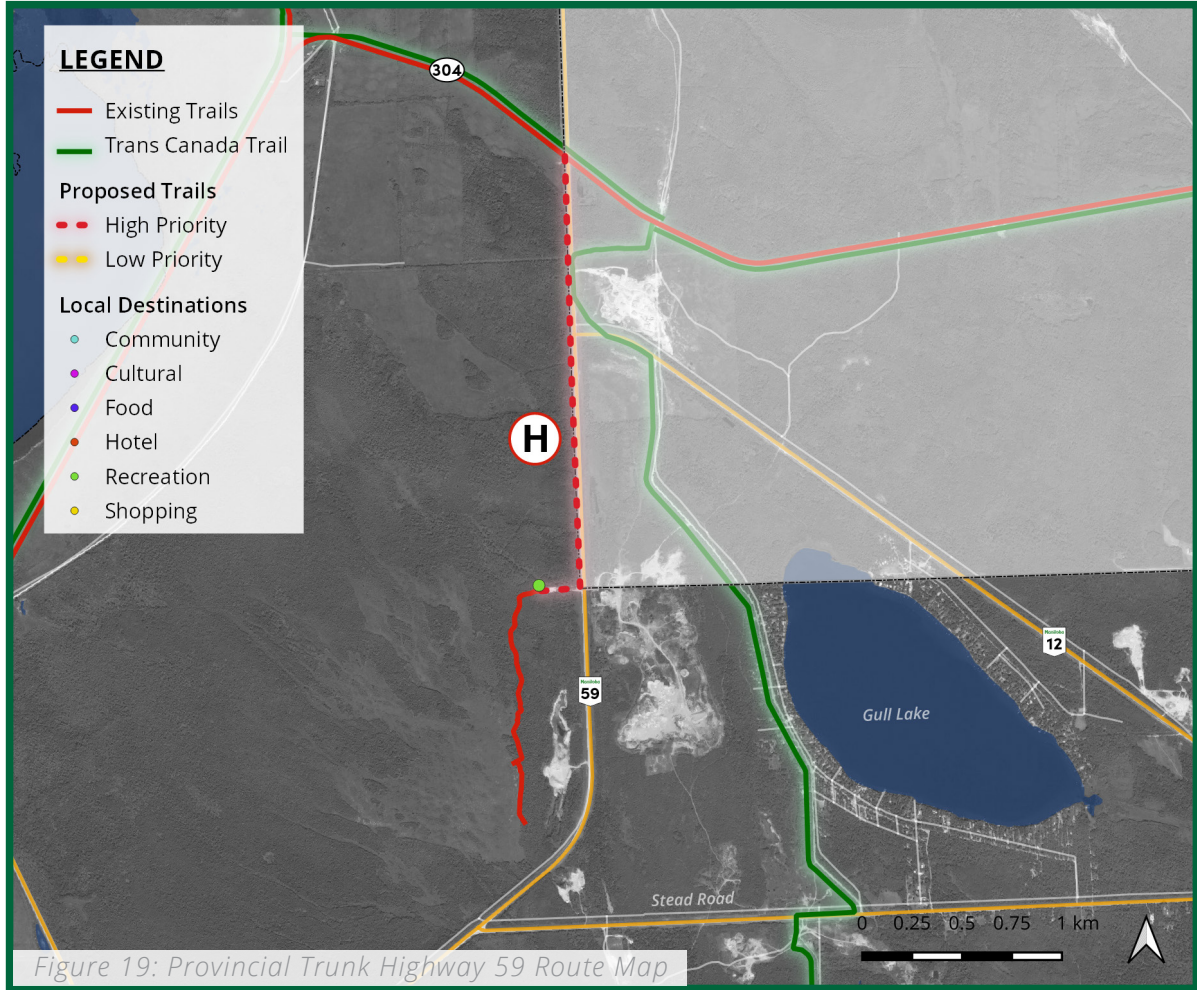 LEGEND
Existing Trails
Trans Canada Trail
Proposed Trails
High Priority
Low Priority
Local Destinations
Community
Cultural
Food
Hotel
Recreation
Shopping
304
H
Manitoba
12
Manitoba
59
Gull Lake
Stead Road
0 0.25 0.5 0.75 1 km
Figure 19: Provincial Trunk Highway 59 Route Map